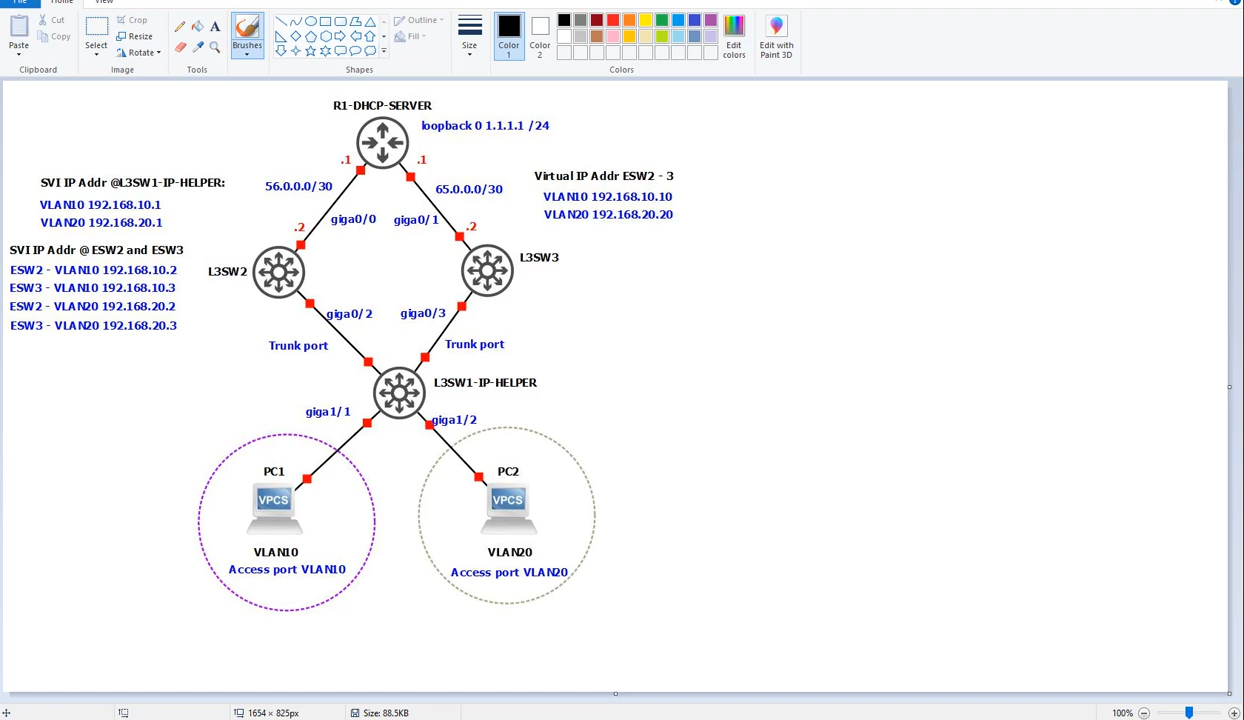 File
Home
View
Paste
Cut
Copy
Clipboard
Select
Crop
Resize
Rotate
Image
A
Tools
Brushes
Shapes
Outline
Fill
Size
Color
1
Color
2
Edit
colors
Edit with
Paint 3D
Colors
R1-DHCP-SERVER
loopback 0 1.1.1.1 /24
.1
.1
SVI IP Addr @L3SW1-IP-HELPER:
VLAN10 192.168.10.1
VLAN20 192.168.20.1
56.0.0.0/30
65.0.0.0/30
Virtual IP Addr ESW2 - 3
VLAN10 192.168.10.10
VLAN20 192.168.20.20
giga0/0
giga0/1
.2
.2
SVI IP Addr @ ESW2 and ESW3
ESW2 - VLAN10 192.168.10.2
ESW3 - VLAN10 192.168.10.3
ESW2 - VLAN20 192.168.20.2
ESW3 - VLAN20 192.168.20.3
L3SW2
L3SW3
giga0/2
giga0/3
Trunk port
Trunk port
L3SW1-IP-HELPER
giga1/1
giga1/2
PC1
VPCS
VLAN10
Access port VLAN10
PC2
VPCS
VLAN20
Access port VLAN20
1654 × 825px
Size: 88.5KB
100%